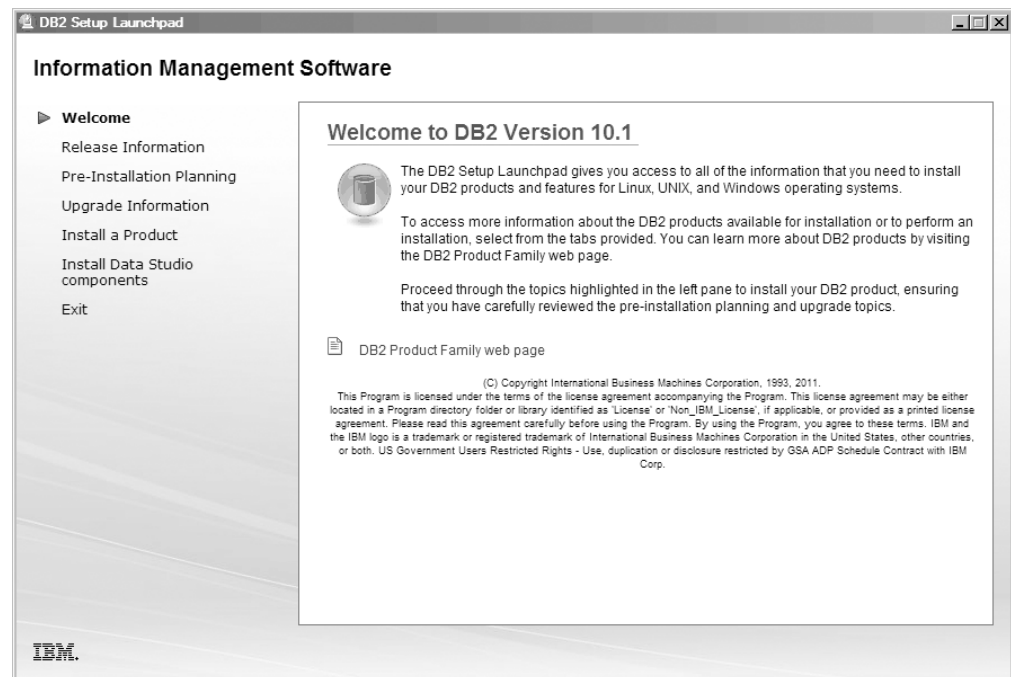 DB2 Setup Launchpad
Information Management Software
Welcome
Release Information
Pre-Installation Planning
Upgrade Information
Install a Product
Install Data Studio
components
Exit
Welcome to DB2 Version 10.1
The DB2 Setup Launchpad gives you access to all of the information that you need to install
your DB2 products and features for Linux, UNIX, and Windows operating systems.
To access more information about the DB2 products available for installation or to perform an
installation, select from the tabs provided. You can learn more about DB2 products by visiting
the DB2 Product Family web page.
Proceed through the topics highlighted in the left pane to install your DB2 product, ensuring
that you have carefully reviewed the pre-installation planning and upgrade topics.
DB2 Product Family web page
(C) Copyright International Business Machines Corporation, 1993, 2011.
This Program is licensed under the terms of the license agreement accompanying the Program. This license agreement may be either
located in a Program directory folder or library identified as 'License' or 'Non_IBM_License', if applicable, or provided as a printed license
agreement. Please read this agreement carefully before using the Program. By using the Program, you agree to these terms. IBM and
the IBM logo is a trademark or registered trademark of International Business Machines Corporation in the United States, other countries,
or both. US Government Users Restricted Rights - Use, duplication or disclosure restricted by GSA ADP Schedule Contract with IBM
Corp.
IBM.